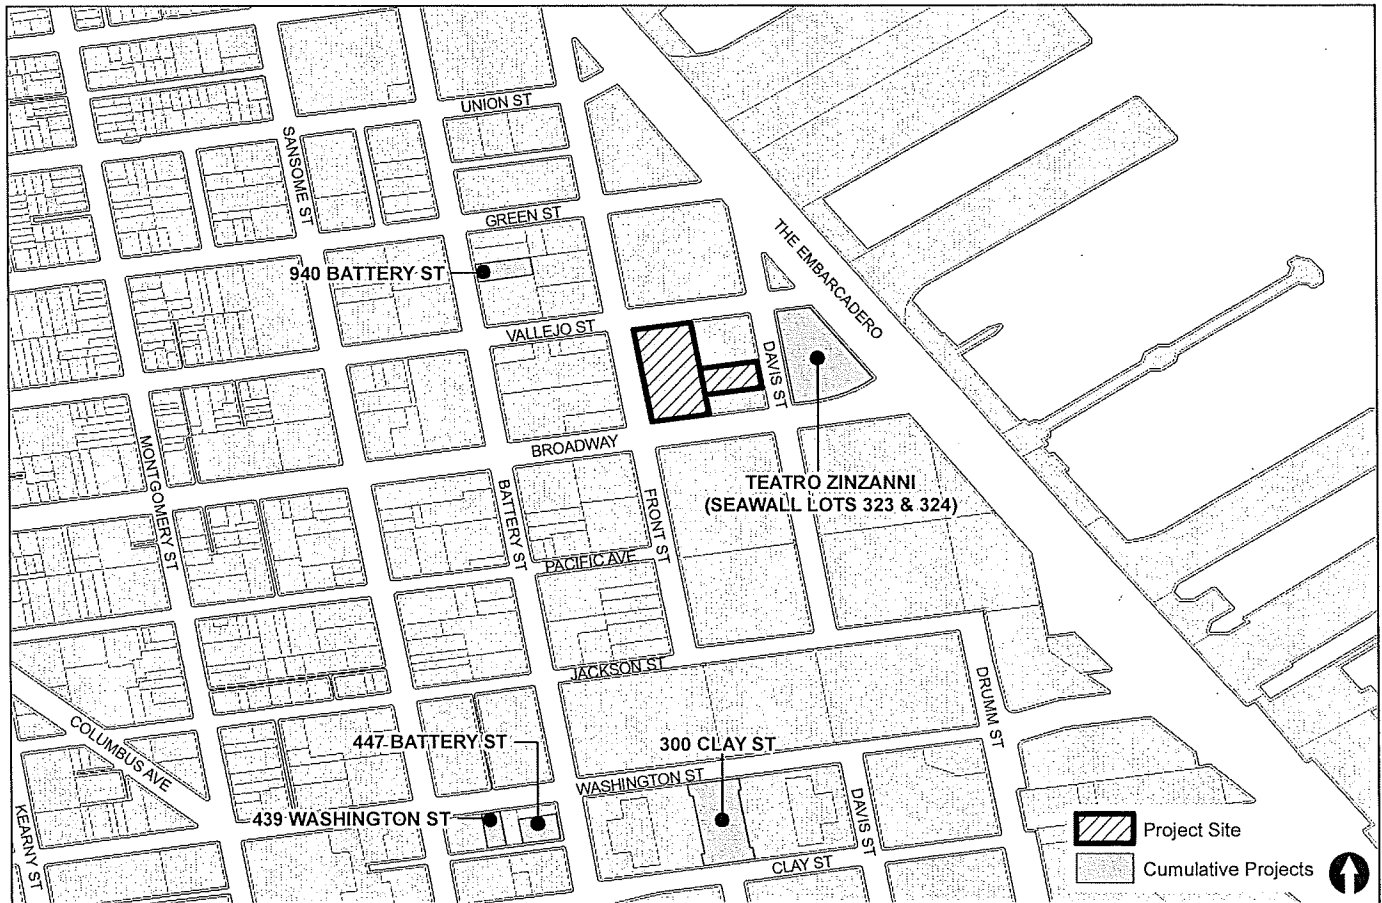 UNION ST
SANSOME ST
GREEN ST
THE EMBARCADERO
940 BATTERY ST
VALLEJO ST
DAVIS ST
BROADWAY
MONTGOMERY ST
TEATRO ZINZANNI
(SEAWALL LOTS 323 & 324)
BATTERY ST
FRONT ST
PACIFIC AVE
JACKSON ST
DRUMM ST
COLUMBUS AVE
447 BATTERY ST
300 CLAY ST
WASHINGTON ST
439 WASHINGTON ST
DAVIS ST
KEARNY ST
CLAY ST
Project Site
Cumulative Projects